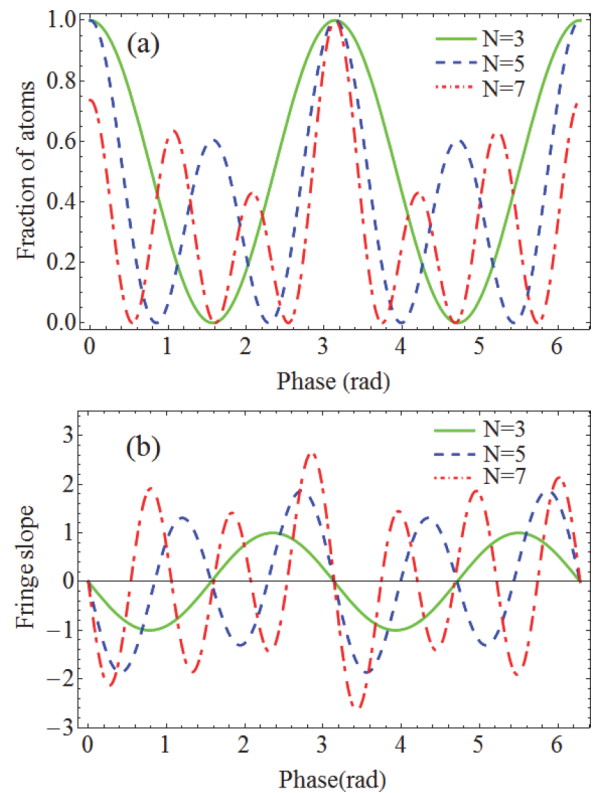 (a)
N=3
N=5
N=7
Fraction of atoms
1.0
0.8
0.6
0.4
0.2
0.0
0 1 2 3 4 5 6
Phase (rad)
(b)
N=3
N=5
N=7
Fringe slope
3
2
1
0
−1
−2
−3
0 1 2 3 4 5 6
Phase(rad)